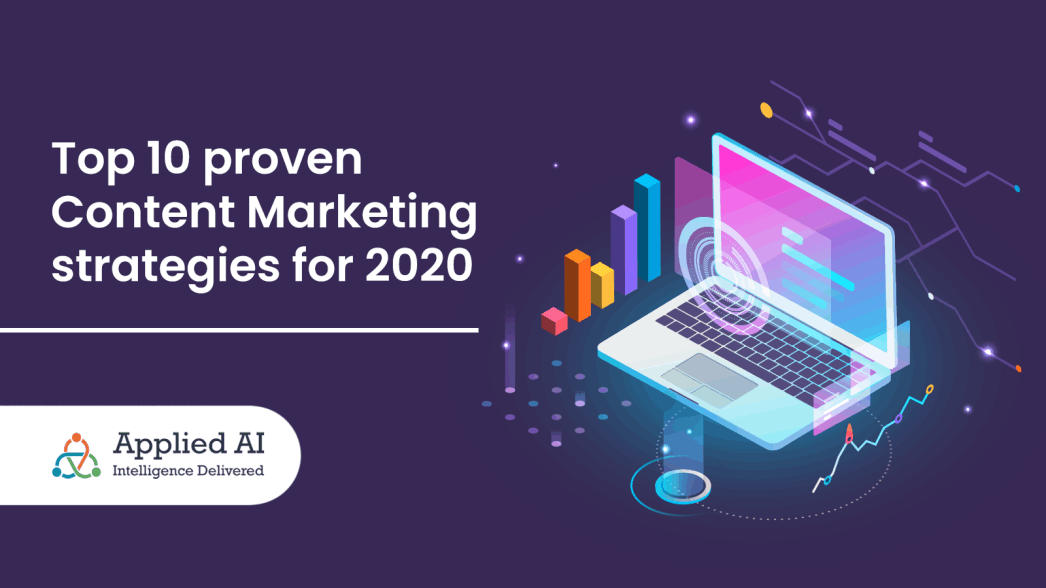 Top 10 proven
Content Marketing
strategies for 2020
Applied AI
Intelligence Delivered